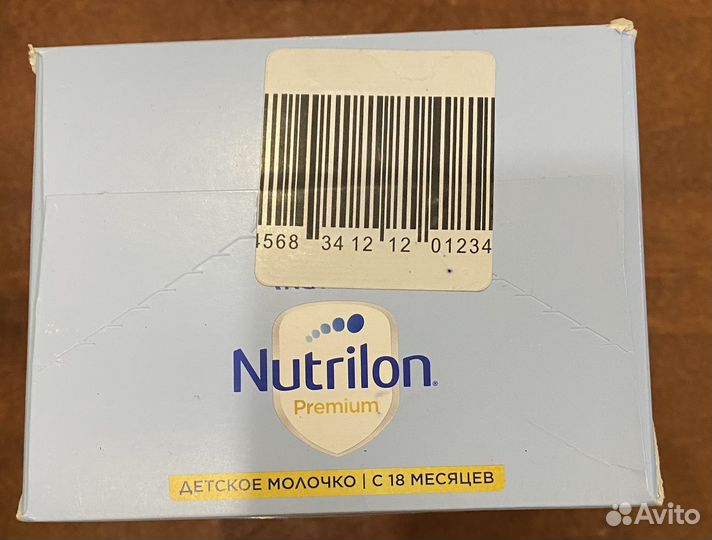 4568 34 12 12 01234
Nutrilon
Premium
ДЕТСКОЕ МОЛОЧКО | С 18 МЕСЯЦЕВ
Avito